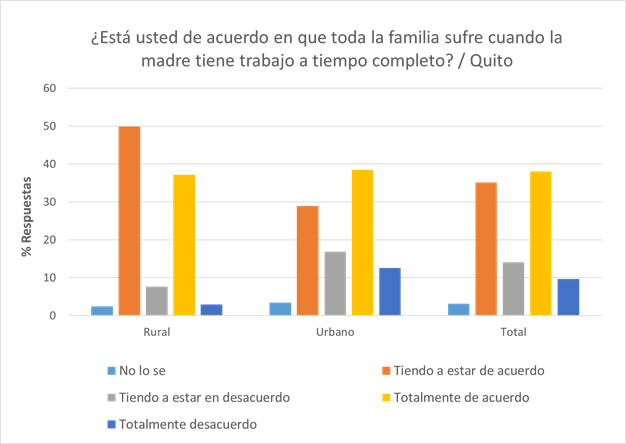 ¿Está usted de acuerdo en que toda la familia sufre cuando la
madre tiene trabajo a tiempo completo? / Quito
60
50
40
30
20
10
0
% Respuestas
Rural
Urbano
Total
No lo se
Tiendo a estar de acuerdo
Tiendo a estar en desacuerdo
Totalmente de acuerdo
Totalmente desacuerdo